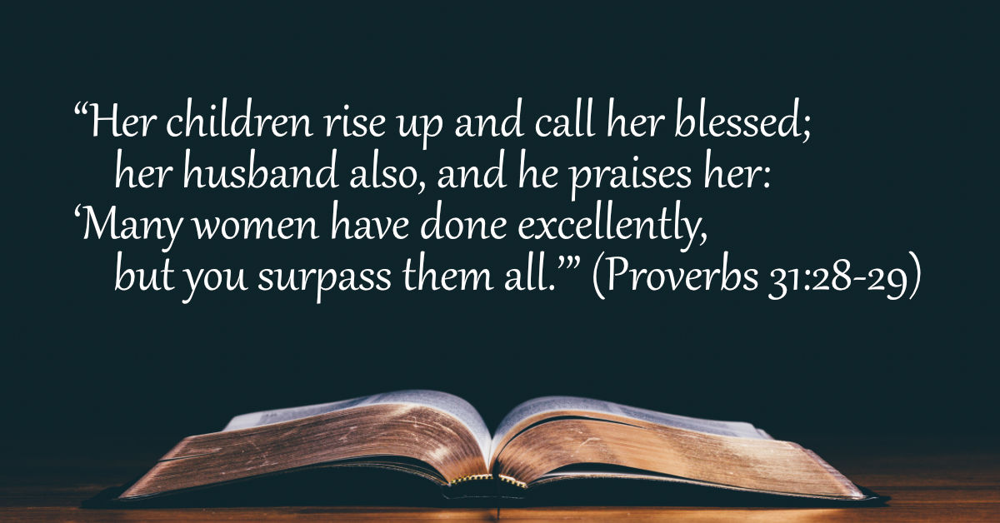 “Her children rise up and call her blessed;
her husband also, and he praises her:
‘Many women have done excellently,
but you surpass them all.’” (Proverbs 31:28-29)